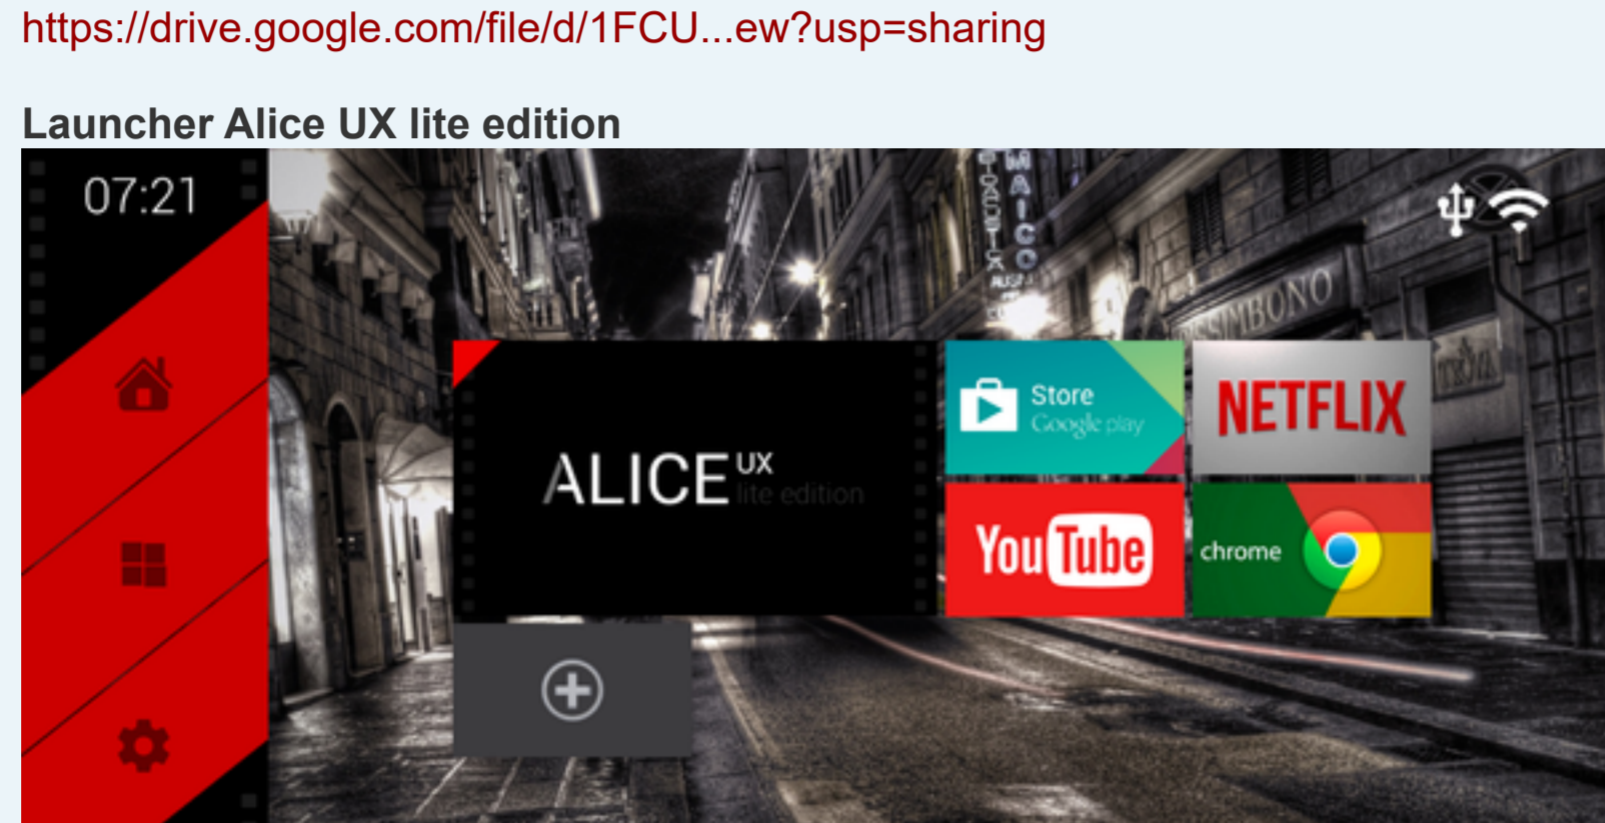 https://drive.google.com/file/d/1FCU...ew?usp=sharing
Launcher Alice UX lite edition
07:21
MAICO
ALICE UX
lite edition
Store
Google play
NETFLIX
YouTube
chrome